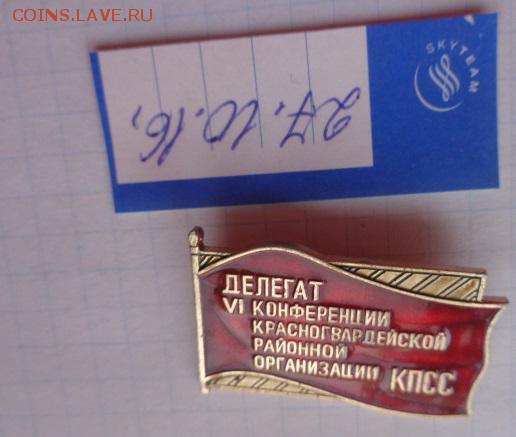 COINS.LAVE.RU
SKYTEAM
27.10.16,
ДЕЛЕГАТ
VI КОНФЕРЕНЦИИ
КРАСНОГВАРДЕЙСКОЙ
РАЙОННОЙ
ОРГАНИЗАЦИИ КПСС